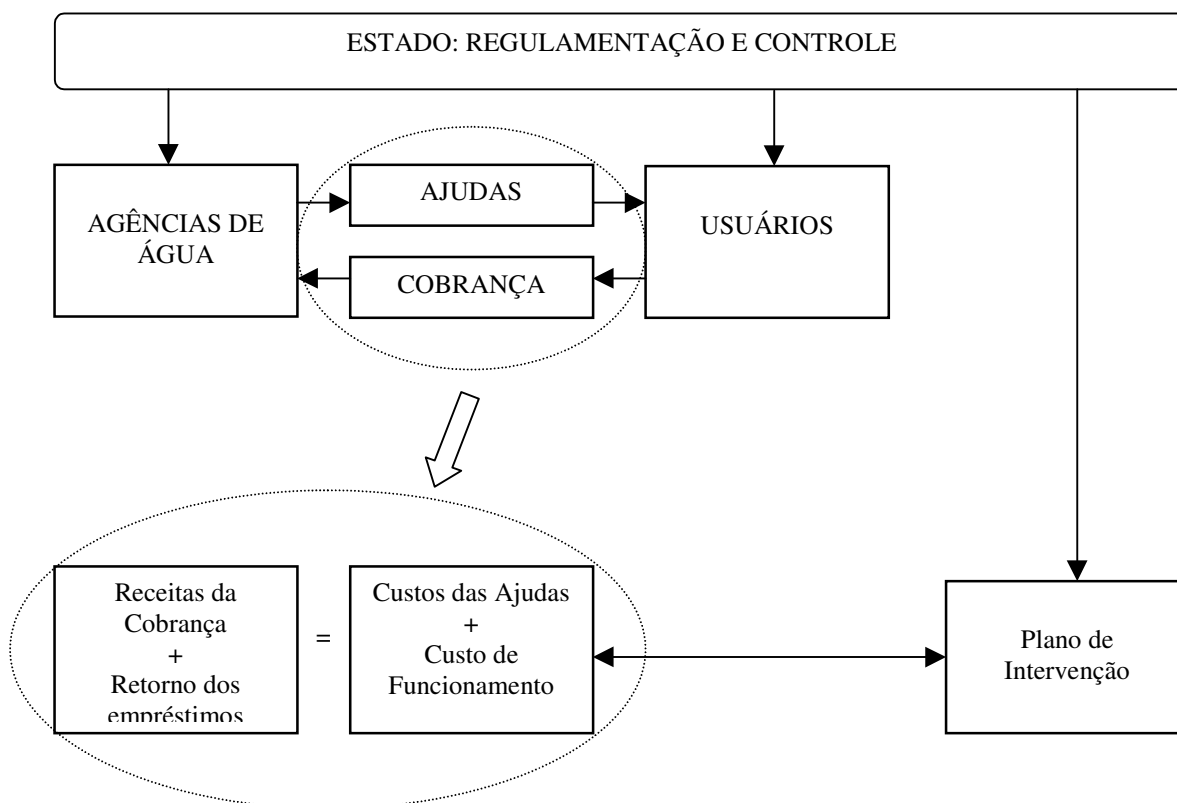 ESTADO: REGULAMENTAÇÃO E CONTROLE
AGÊNCIAS DE
ÁGUA
AJUDAS
COBRANÇA
USUÁRIOS
Receitas da
Cobrança
+
Retorno dos
empréstimos
=
Custos das Ajudas
+
Custo de
Funcionamento
Plano de
Intervenção